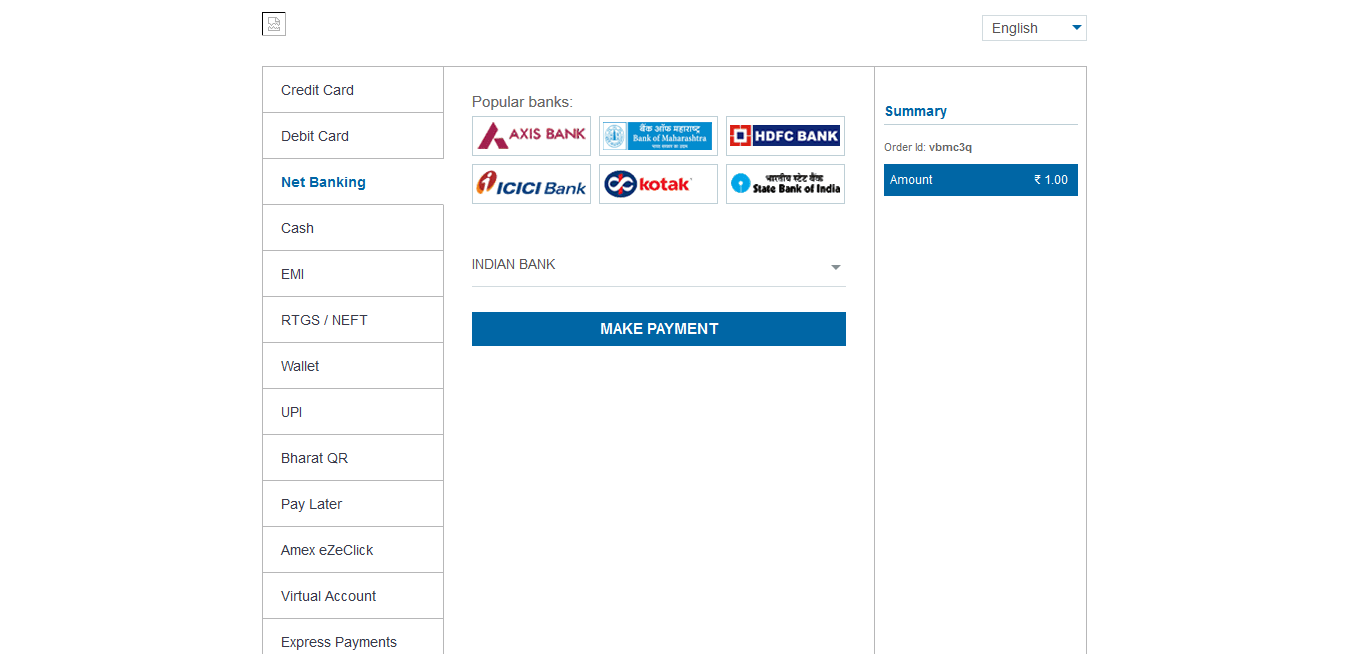 English
Credit Card
Debit Card
Net Banking
Cash
EMI
RTGS / NEFT
Wallet
UPI
Bharat QR
Pay Later
Amex eZeClick
Virtual Account
Express Payments
Popular banks:
AXIS BANK
बैंक ऑफ महाराष्ट्र
Bank of Maharashtra
HDFC BANK
ICICI Bank
kotak
भारतीय स्टेट बैंक
State Bank of India
INDIAN BANK
MAKE PAYMENT
Summary
Order Id: vbmc3q
Amount ₹ 1.00